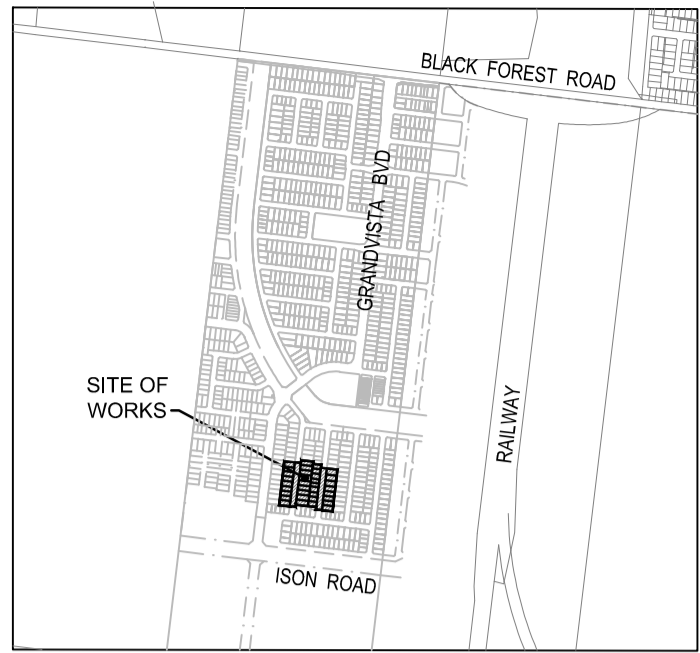 BLACK FOREST ROAD
GRANDVISTA BVD
SITE OF
WORKS
RAILWAY
ISON ROAD